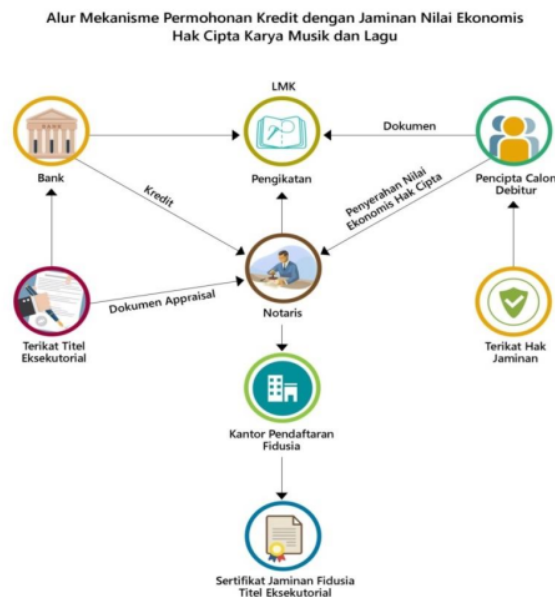 Alur Mekanisme Permohonan Kredit dengan Jaminan Nilai Ekonomis
Hak Cipta Karya Musik dan Lagu
LMK
Dokumen
Bank
Pengikatan
Pencipta Calon
Debitur
Kredit
Penyerahan Nilai
Ekonomis Hak Cipta
Dokumen Appraisal
Terikat Titel
Eksekutorial
Notaris
Terikat Hak
Jaminan
Kantor Pendaftaran
Fidusia
Sertifikat Jaminan Fidusia
Titel Eksekutorial